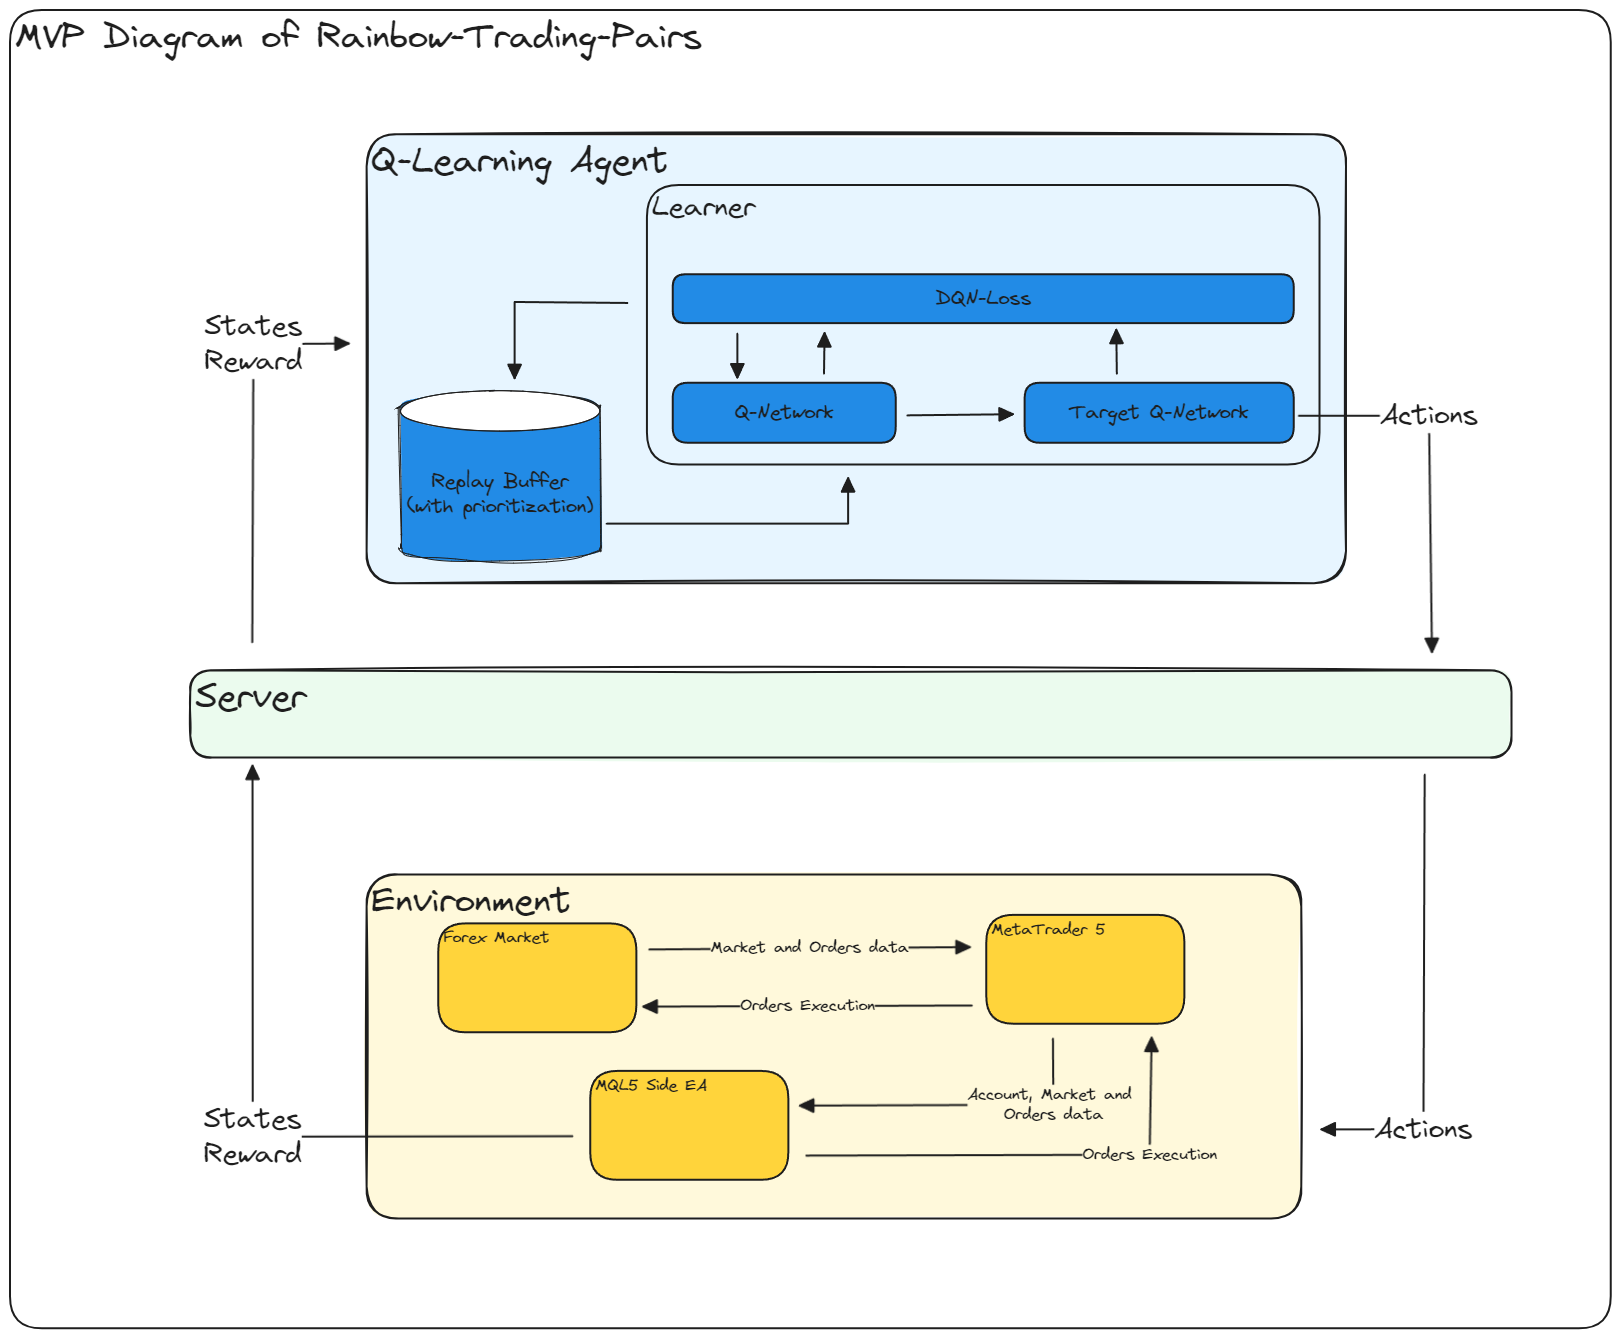 MVP Diagram of Rainbow-Trading-Pairs
Q-Learning Agent
Learner
DQN-Loss
States
Reward
Q-Network
Target Q-Network
Actions
Replay Buffer
(with prioritization)
Server
Environment
Forex Market
MetaTrader 5
Market and Orders data
Orders Execution
MQL5 Side EA
Account, Market and
Orders data
Orders Execution
States
Reward
Actions